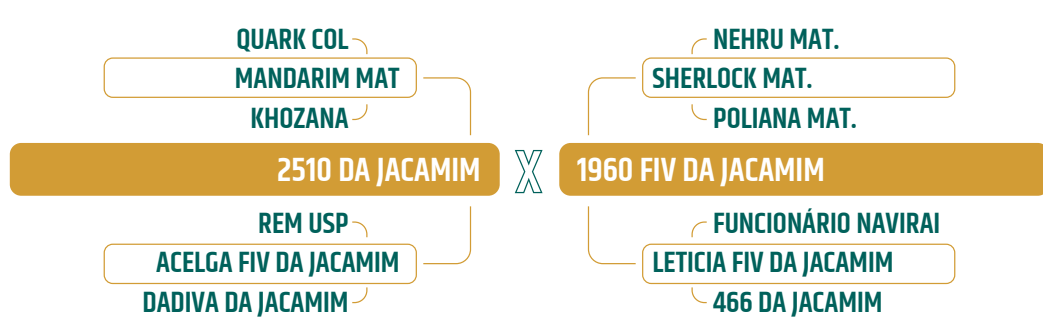 QUARK COL
MANDARIM MAT
KHOZANA
2510 DA JACAMIM
REM USP
ACELGA FIV DA JACAMIM
DADIVA DA JACAMIM
X
NEHRU MAT.
SHERLOCK MAT.
POLIANA MAT.
1960 FIV DA JACAMIM
FUNCIONÁRIO NAVIRAI
LETICIA FIV DA JACAMIM
466 DA JACAMIM